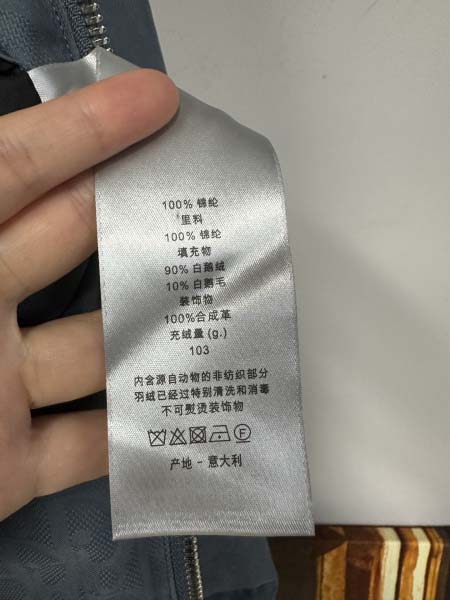 100% 锦纶
里料
100% 锦纶
填充物
90% 白鹅绒
10% 白鹅毛
装饰物
100%合成革
充绒量 (g.)
103
内含源自动物的非纺织部分
羽绒已经过特别清洗和消毒
不可熨烫装饰物
F
产地 - 意大利